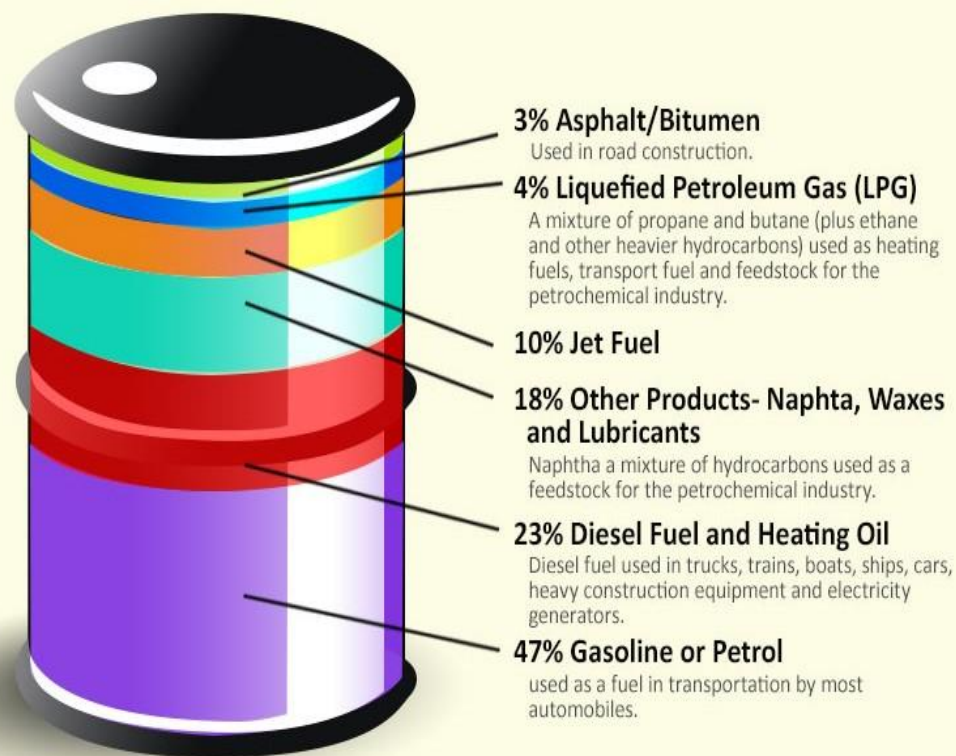 3% Asphalt/Bitumen
Used in road construction.
4% Liquefied Petroleum Gas (LPG)
A mixture of propane and butane (plus ethane
and other heavier hydrocarbons) used as heating
fuels, transport fuel and feedstock for the
petrochemical industry.
10% Jet Fuel
18% Other Products- Naphta, Waxes
and Lubricants
Naphtha a mixture of hydrocarbons used as a
feedstock for the petrochemical industry.
23% Diesel Fuel and Heating Oil
Diesel fuel used in trucks, trains, boats, ships, cars,
heavy construction equipment and electricity
generators.
47% Gasoline or Petrol
used as a fuel in transportation by most
automobiles.